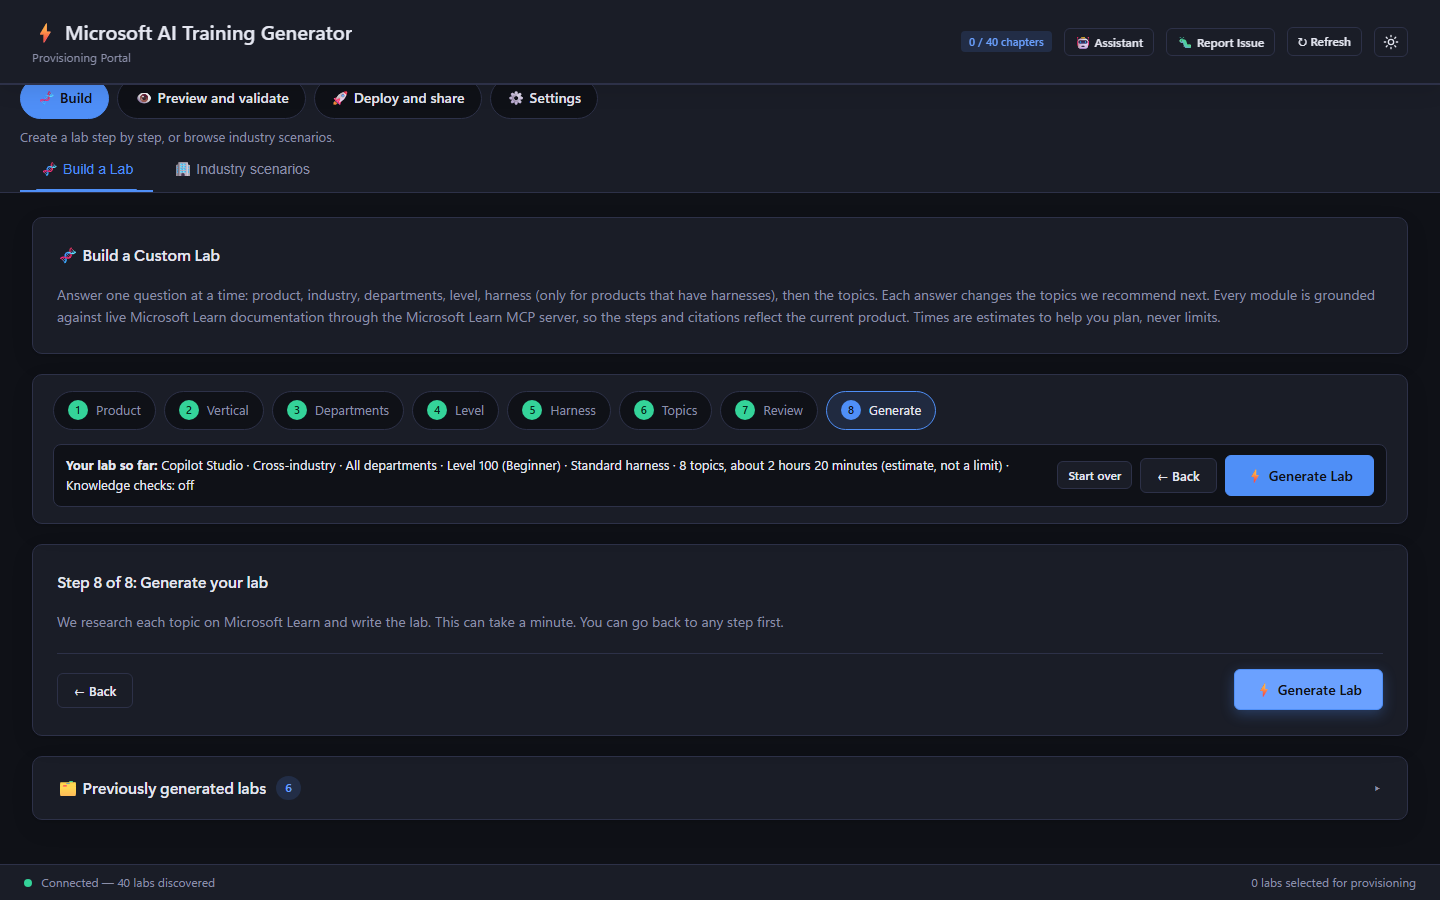 Microsoft AI Training Generator
Provisioning Portal
0 / 40 chapters
Assistant
Report Issue
↻ Refresh
Build
Preview and validate
Deploy and share
Settings
Create a lab step by step, or browse industry scenarios.
Build a Lab
Industry scenarios
Build a Custom Lab
Answer one question at a time: product, industry, departments, level, harness (only for products that have harnesses), then the topics. Each answer changes the topics we recommend next. Every module is grounded
against live Microsoft Learn documentation through the Microsoft Learn MCP server, so the steps and citations reflect the current product. Times are estimates to help you plan, never limits.
1 Product
2 Vertical
3 Departments
4 Level
5 Harness
6 Topics
7 Review
8 Generate
Your lab so far: Copilot Studio · Cross-industry · All departments · Level 100 (Beginner) · Standard harness · 8 topics, about 2 hours 20 minutes (estimate, not a limit) ·
Knowledge checks: off
Start over
← Back
Generate Lab
Step 8 of 8: Generate your lab
We research each topic on Microsoft Learn and write the lab. This can take a minute. You can go back to any step first.
← Back
Generate Lab
Previously generated labs 6
Connected — 40 labs discovered
0 labs selected for provisioning